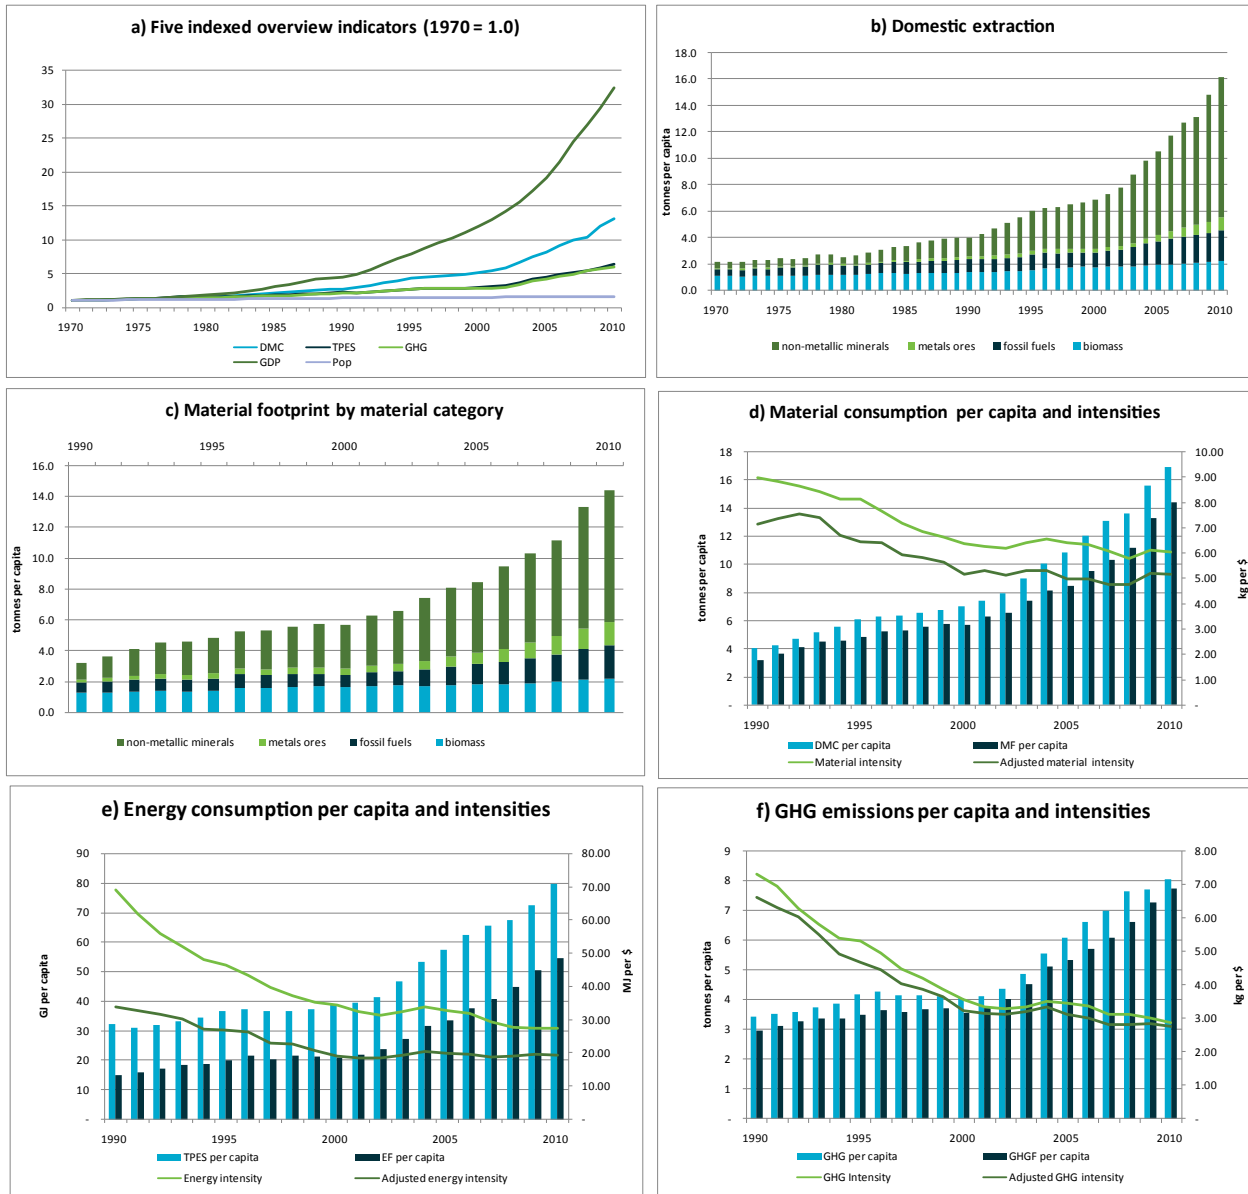 a) Five indexed overview indicators (1970 = 1.0)
35
30
25
20
15
10
5
0
1970 1975 1980 1985 1990 1995 2000 2005 2010
DMC TPES GHG
GDP Pop
b) Domestic extraction
tonnes per capita
18.0
16.0
14.0
12.0
10.0
8.0
6.0
4.0
2.0
0.0
1970 1975 1980 1985 1990 1995 2000 2005 2010
non-metallic minerals metals ores fossil fuels biomass
c) Material footprint by material category
1990 1995 2000 2005 2010
tonnes per capita
16.0
14.0
12.0
10.0
8.0
6.0
4.0
2.0
0.0
non-metallic minerals metals ores fossil fuels biomass
d) Material consumption per capita and intensities
tonnes per capita
18
16
14
12
10
8
6
4
2
-
10.00
9.00
8.00
7.00
6.00
5.00
4.00
3.00
2.00
1.00
-
kg per $
1990 1995 2000 2005 2010
DMC per capita MF per capita
Material intensity Adjusted material intensity
e) Energy consumption per capita and intensities
GJ per capita
90
80
70
60
50
40
30
20
10
-
80.00
70.00
60.00
50.00
40.00
30.00
20.00
10.00
-
MJ per $
1990 1995 2000 2005 2010
TPES per capita EF per capita
Energy intensity Adjusted energy intensity
f) GHG emissions per capita and intensities
tonnes per capita
9
8
7
6
5
4
3
2
1
-
8.00
7.00
6.00
5.00
4.00
3.00
2.00
1.00
-
kg per $
1990 1995 2000 2005 2010
GHG per capita GHGF per capita
GHG Intensity Adjusted GHG intensity